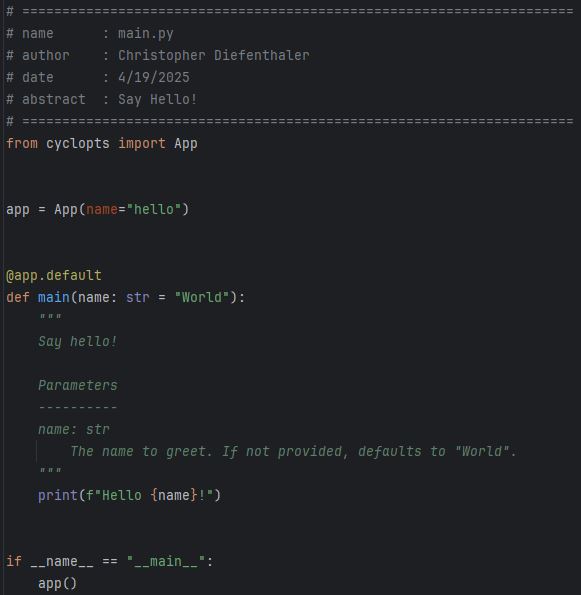 # =====================================================================
# name      : main.py
# author    : Christopher Diefenthaler
# date      : 4/19/2025
# abstract  : Say Hello!
# =====================================================================
from cyclopts import App
app = App(name="hello")
@app.default
def main(name: str = "World"):
    """
    Say hello!
    Parameters
    ----------
    name: str
        The name to greet. If not provided, defaults to "World".
    """
    print(f"Hello {name}!")
if __name__ == "__main__":
    app()